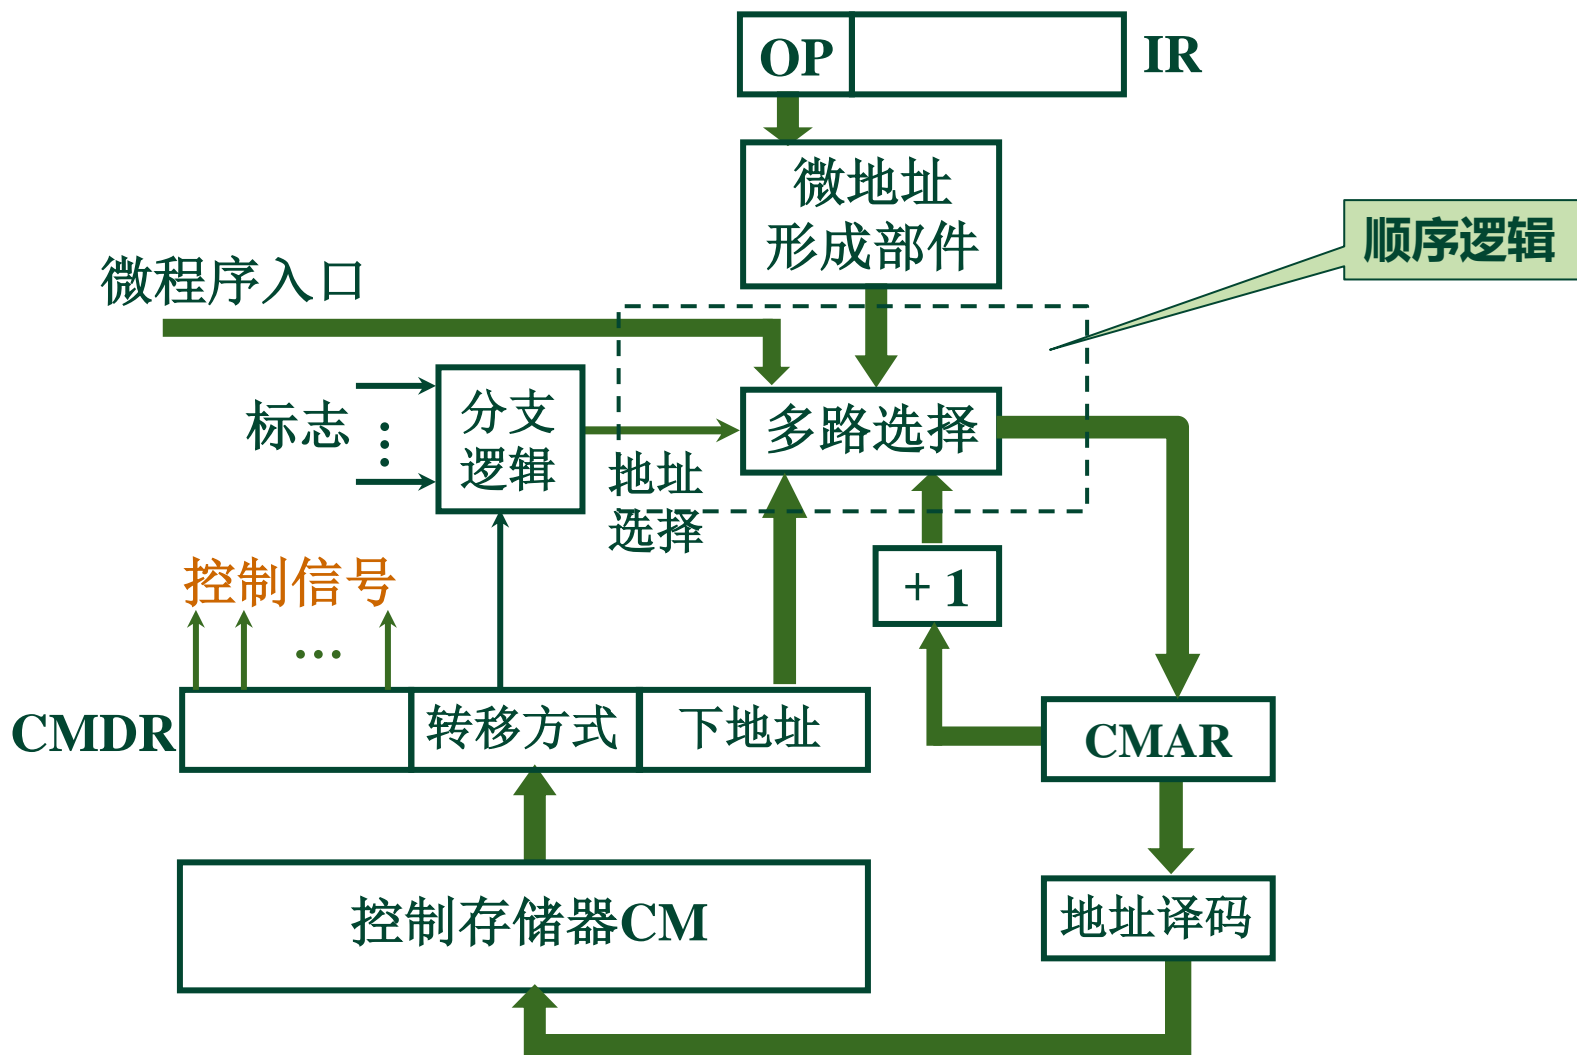 OP
IR
微地址
形成部件
顺序逻辑
微程序入口
标志
⋮
分支
逻辑
多路选择
地址
选择
控制信号
…
+ 1
CMDR
转移方式
下地址
CMAR
控制存储器CM
地址译码